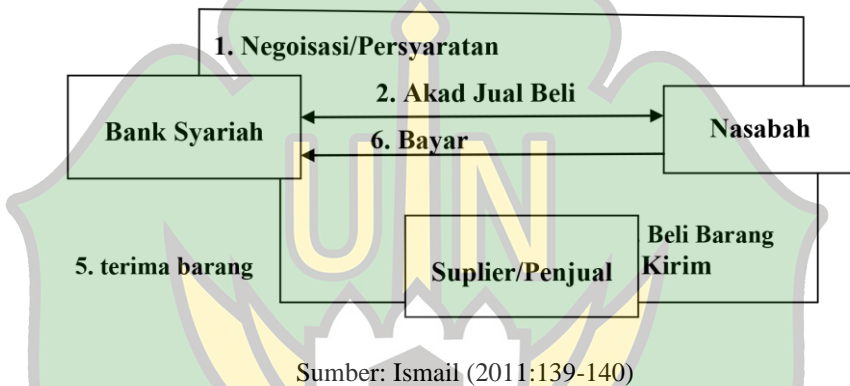 1. Negoisasi/Persyaratan
2. Akad Jual Beli
Bank Syariah
Nasabah
6. Bayar
UIN
Beli Barang
5. terima barang
Suplier/Penjual
Kirim
Sumber: Ismail (2011:139-140)